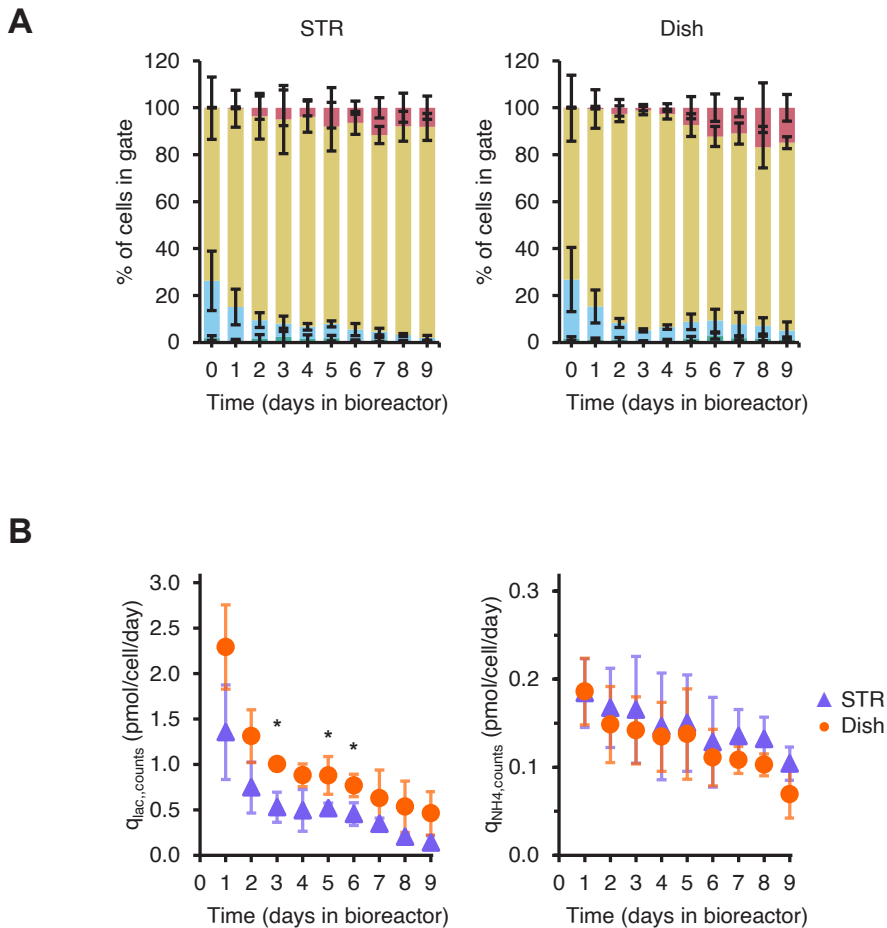 A
STR
Dish
120
100
80
60
40
20
0
% of cells in gate
0 1 2 3 4 5 6 7 8 9
Time (days in bioreactor)
120
100
80
60
40
20
0
% of cells in gate
0 1 2 3 4 5 6 7 8 9
Time (days in bioreactor)
B
3.0
2.5
2.0
1.5
1.0
0.5
0.0
qlac,,counts (pmol/cell/day)
* * *
0 1 2 3 4 5 6 7 8 9
Time (days in bioreactor)
0.3
0.2
0.1
0.0
qNH4,counts (pmol/cell/day)
0 1 2 3 4 5 6 7 8 9
Time (days in bioreactor)
STR
Dish